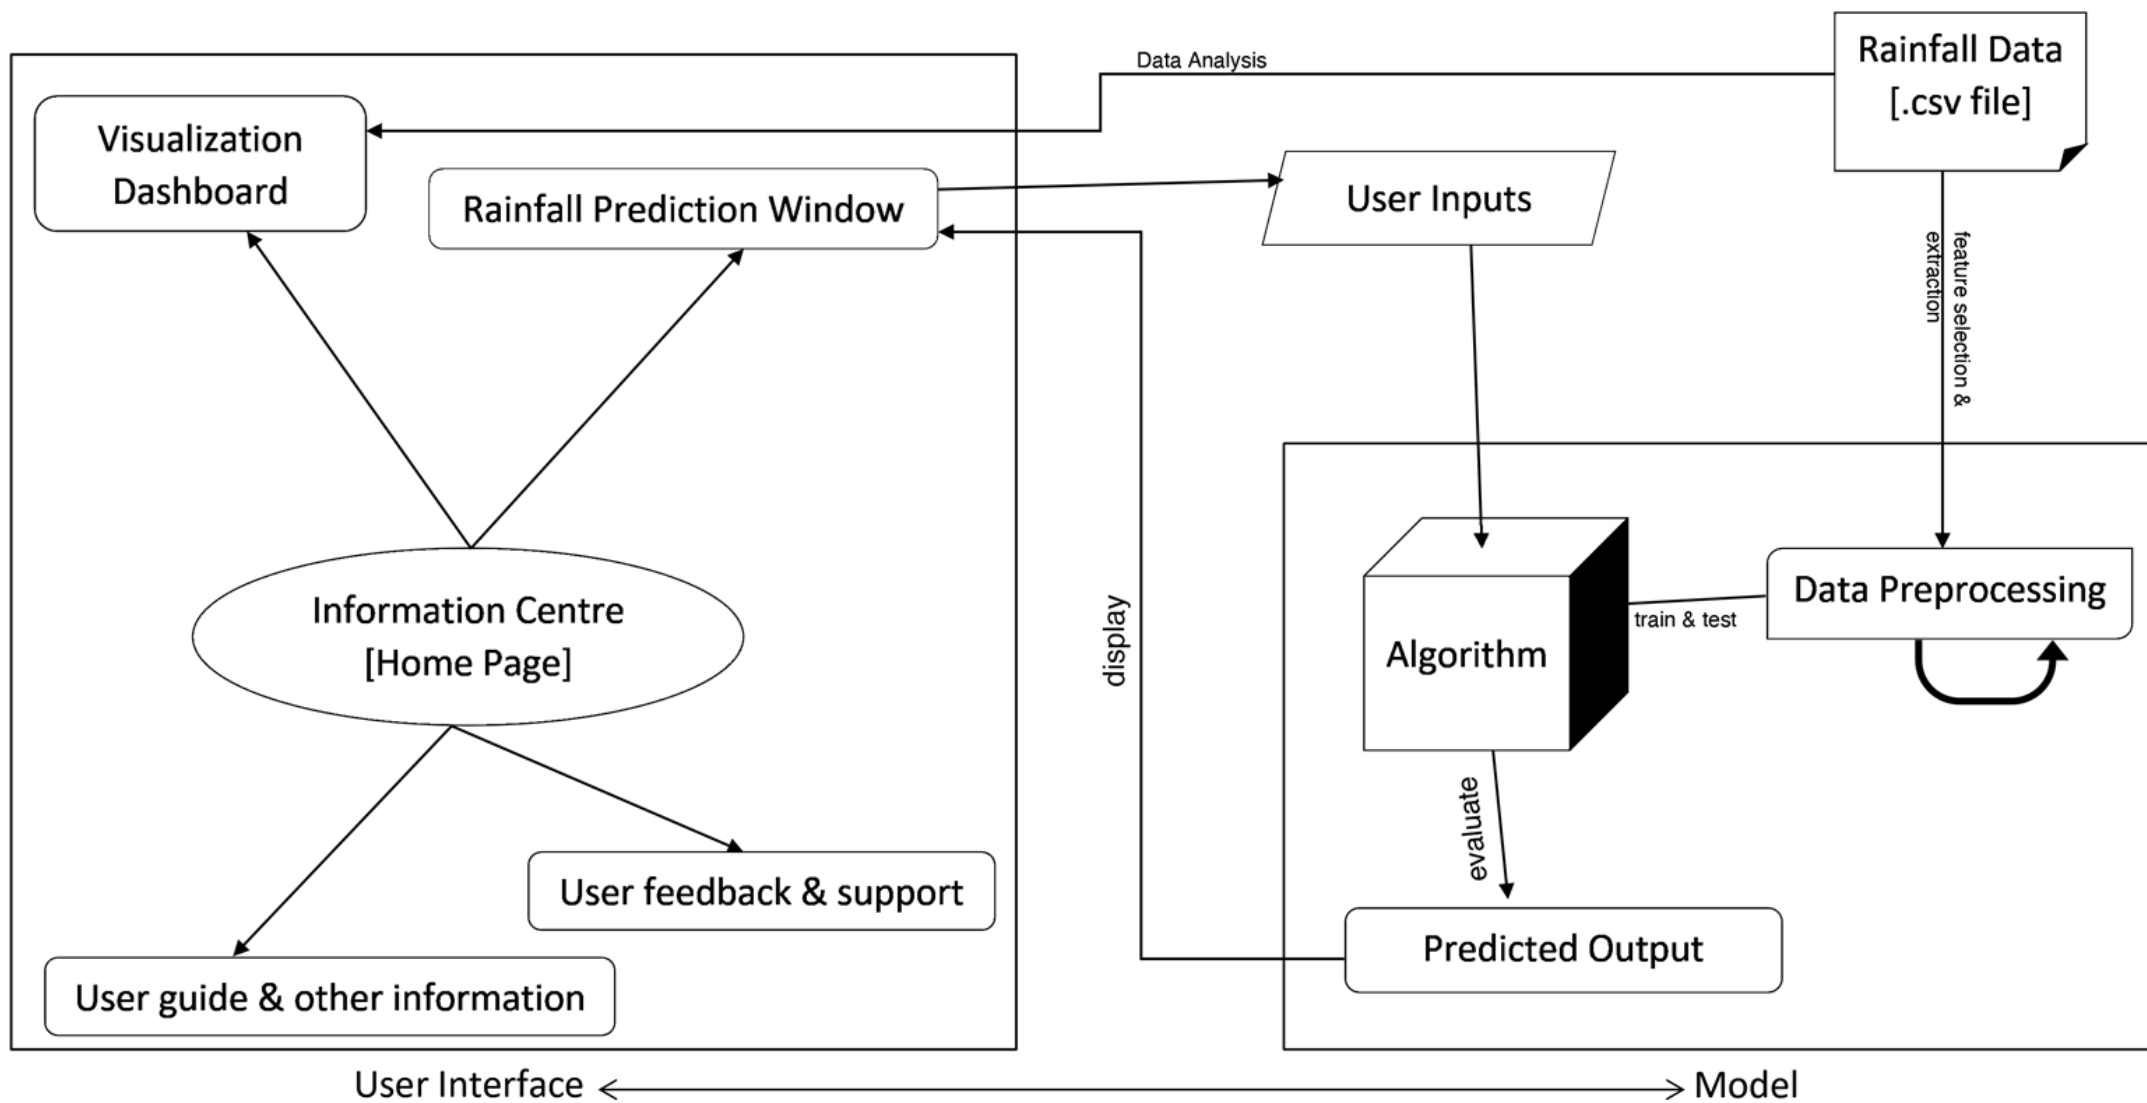 Data Analysis
Rainfall Data
[.csv file]
Visualization
Dashboard
Rainfall Prediction Window
User Inputs
feature selection &
extraction
Information Centre
[Home Page]
display
Algorithm
train & test
Data Preprocessing
evaluate
User feedback & support
Predicted Output
User guide & other information
User Interface
Model